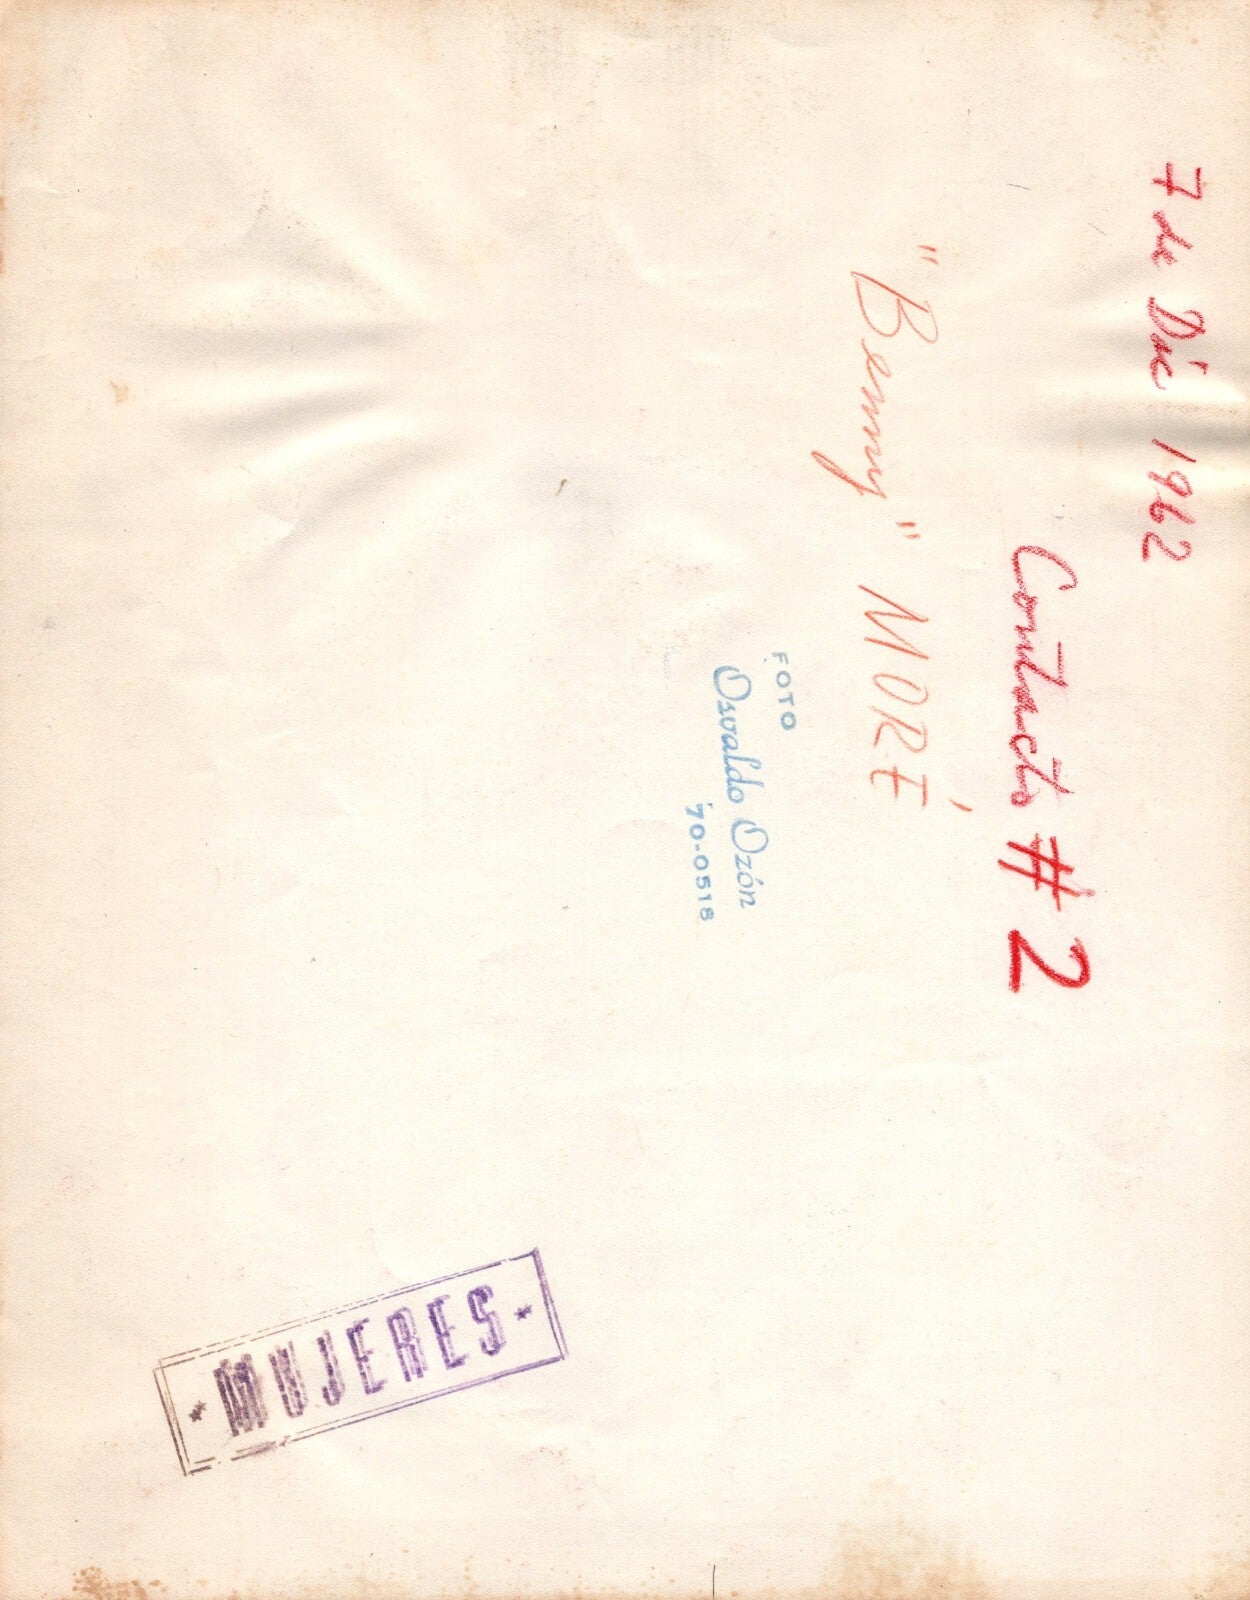 7 de Dic 1962
Contacto # 2
"Benny" MORÉ
FOTO
Osvaldo Ozón
70-0518
MUJERES